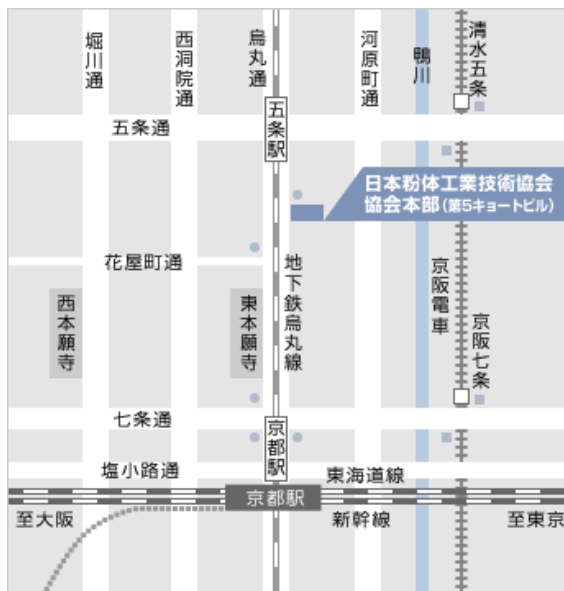 堀川通
西洞院通
烏丸通
河原町通
鴨川
清水五条
五条駅
五条通
日本粉体工業技術協会
協会本部(第5キョートビル)
花屋町通
地下鉄烏丸線
京阪電車
西本願寺
東本願寺
京阪七条
七条通
京都駅
塩小路通
東海道線
京都駅
至大阪
新幹線
至東京